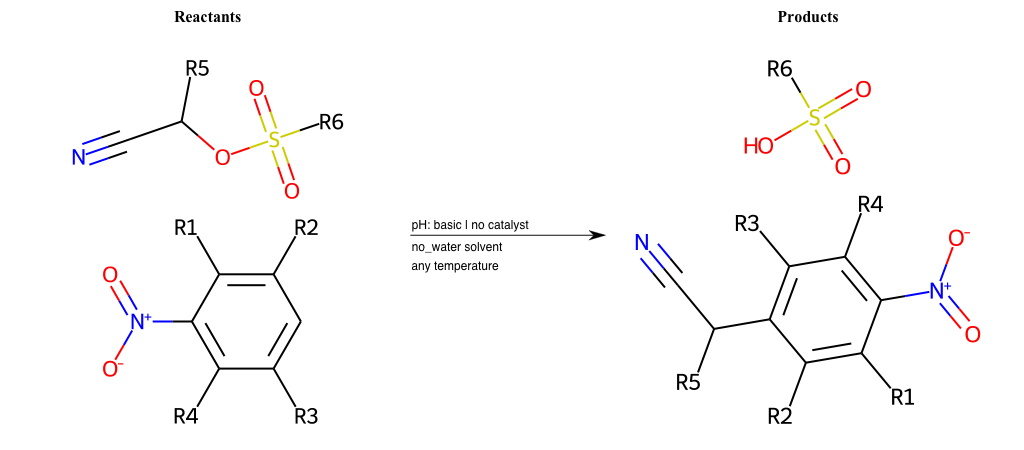 Reactants
Products
R5
O
R6
N
O
S
O
R6
O
S
HO
O
R1
R2
O
N+
O-
R4
R3
pH: basic | no catalyst
no_water solvent
any temperature
R3
R4
N
O-
N+
O
R5
R2
R1